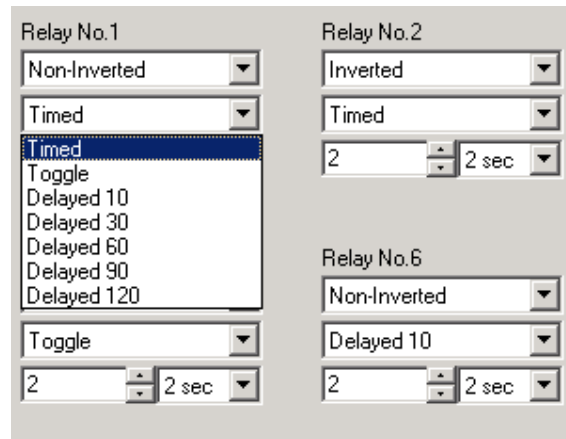 Relay No.1
Non-Inverted
Timed
Timed
Toggle
Delayed 10
Delayed 30
Delayed 60
Delayed 90
Delayed 120
Toggle
2 2 sec
Relay No.2
Inverted
Timed
2 2 sec
Relay No.6
Non-Inverted
Delayed 10
2 2 sec